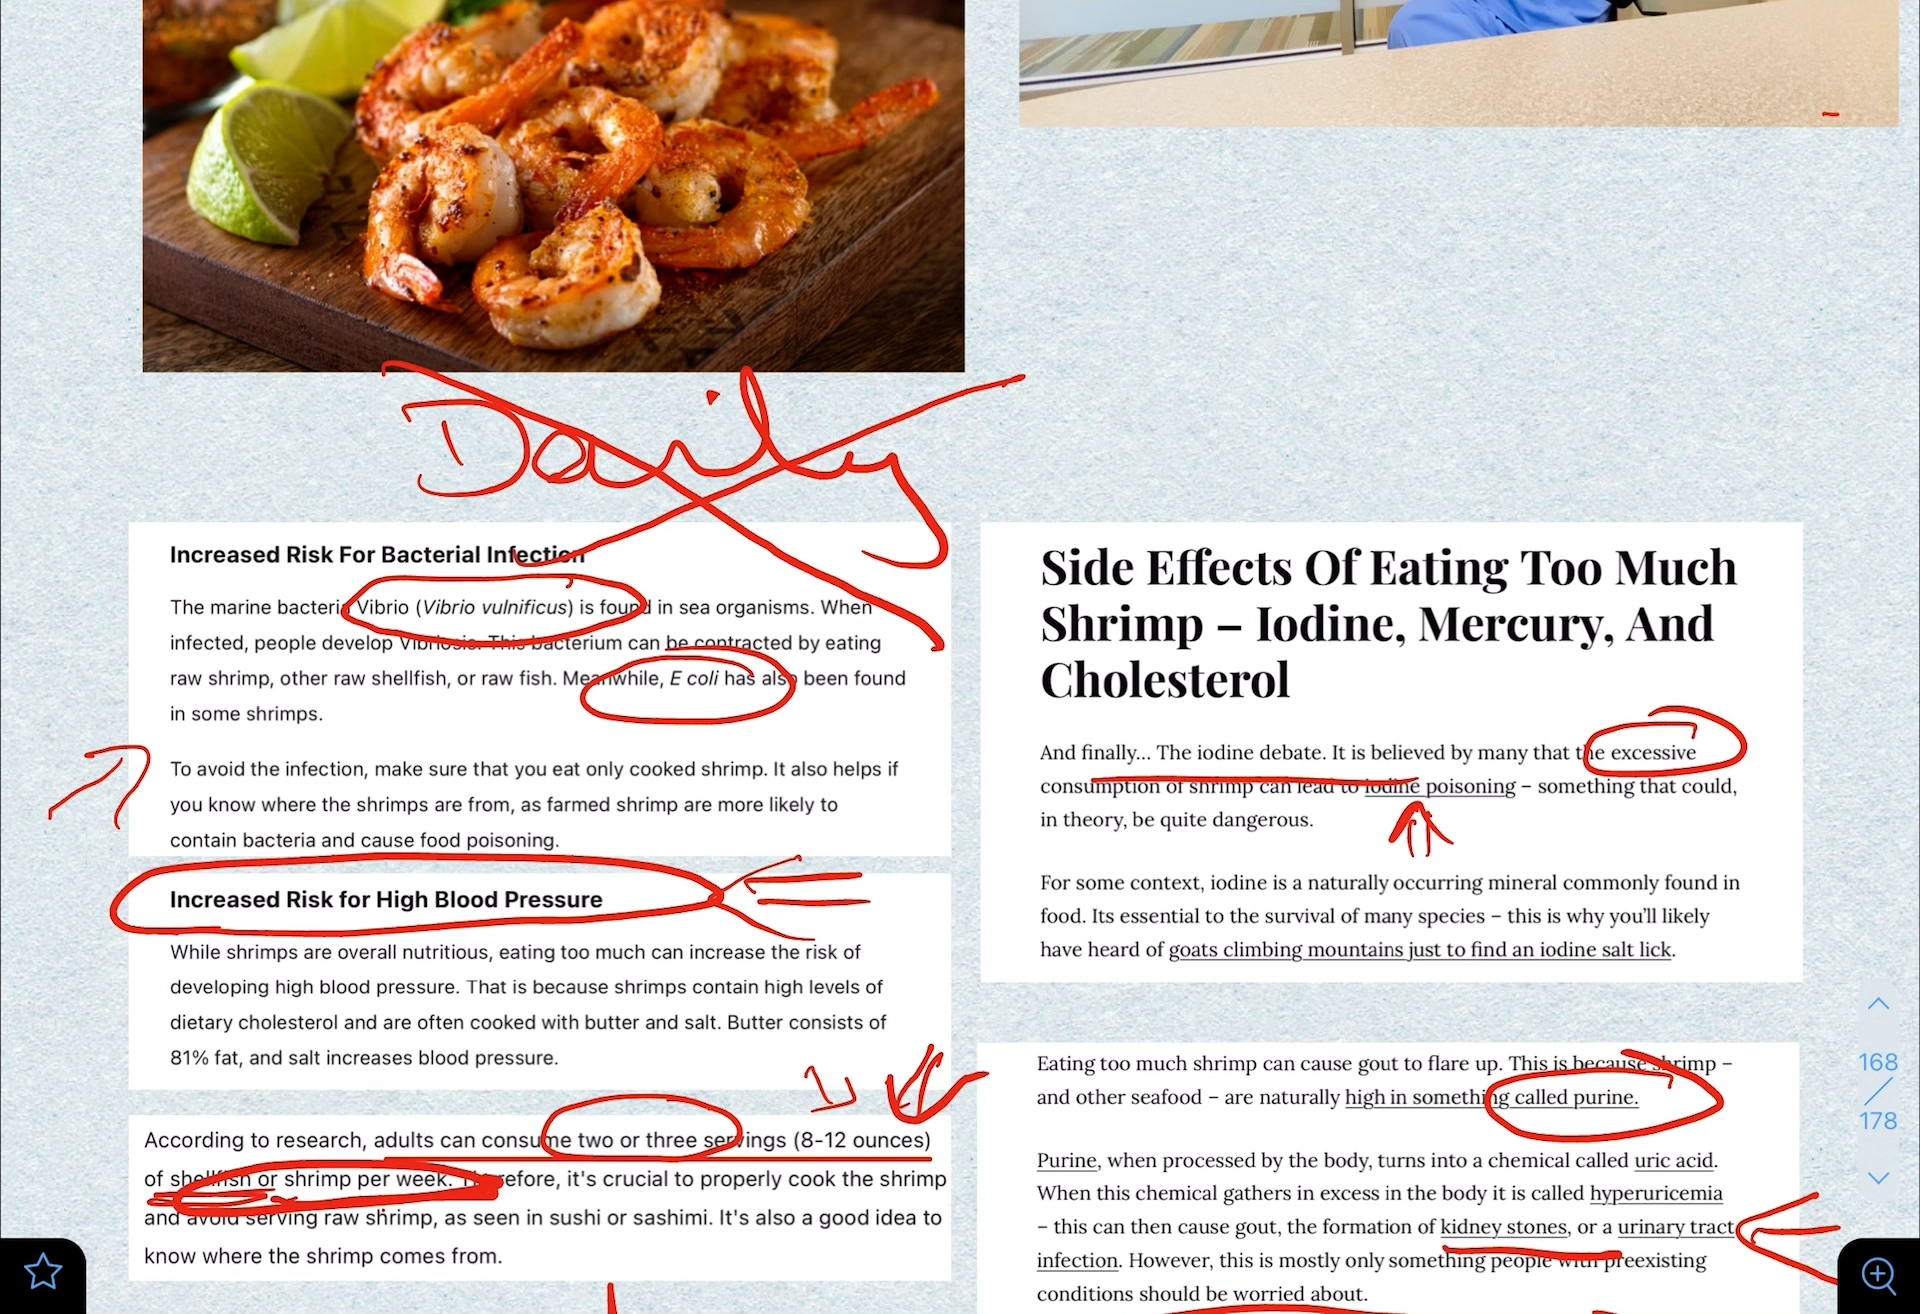 Daily
Increased Risk For Bacterial Infection
The marine bacteria Vibrio (Vibrio vulnificus) is found in sea organisms. When
infected, people develop Vibriosis. This bacterium can be contracted by eating
raw shrimp, other raw shellfish, or raw fish. Meanwhile, E coli has also been found
in some shrimps.
To avoid the infection, make sure that you eat only cooked shrimp. It also helps if
you know where the shrimps are from, as farmed shrimp are more likely to
contain bacteria and cause food poisoning.
Increased Risk for High Blood Pressure
While shrimps are overall nutritious, eating too much can increase the risk of
developing high blood pressure. That is because shrimps contain high levels of
dietary cholesterol and are often cooked with butter and salt. Butter consists of
81% fat, and salt increases blood pressure.
According to research, adults can consume two or three servings (8-12 ounces)
of shellfish or shrimp per week. Therefore, it's crucial to properly cook the shrimp
and avoid serving raw shrimp, as seen in sushi or sashimi. It's also a good idea to
know where the shrimp comes from.
Side Effects Of Eating Too Much
Shrimp – Iodine, Mercury, And
Cholesterol
And finally... The iodine debate. It is believed by many that the excessive
consumption of shrimp can lead to iodine poisoning – something that could,
in theory, be quite dangerous.
For some context, iodine is a naturally occurring mineral commonly found in
food. Its essential to the survival of many species – this is why you'll likely
have heard of goats climbing mountains just to find an iodine salt lick.
Eating too much shrimp can cause gout to flare up. This is because shrimp –
and other seafood – are naturally high in something called purine.
Purine, when processed by the body, turns into a chemical called uric acid.
When this chemical gathers in excess in the body it is called hyperuricemia
– this can then cause gout, the formation of kidney stones, or a urinary tract
infection. However, this is mostly only something people with preexisting
conditions should be worried about.
168
178